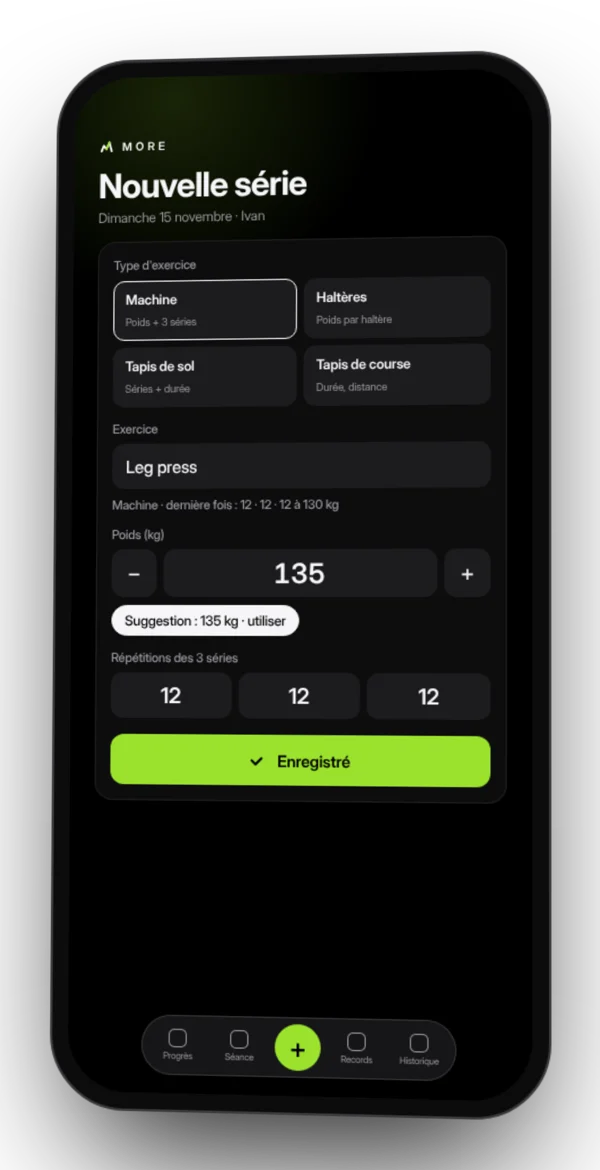 MORE
Nouvelle série
Dimanche 15 novembre · Ivan
Type d'exercice
Machine
Poids + 3 séries
Haltères
Poids par haltère
Tapis de sol
Séries + durée
Tapis de course
Durée, distance
Exercice
Leg press
Machine · dernière fois : 12 · 12 · 12 à 130 kg
Poids (kg)
− 135 +
Suggestion : 135 kg · utiliser
Répétitions des 3 séries
12 12 12
Enregistré
Progrès Séance + Records Historique